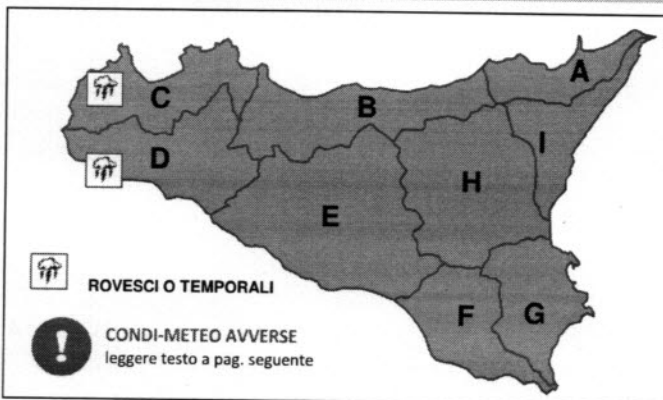 A
C
B
I
D
H
E
ROVESCI O TEMPORALI
F
G
CONDI-METEO AVVERSE
leggere testo a pag. seguente